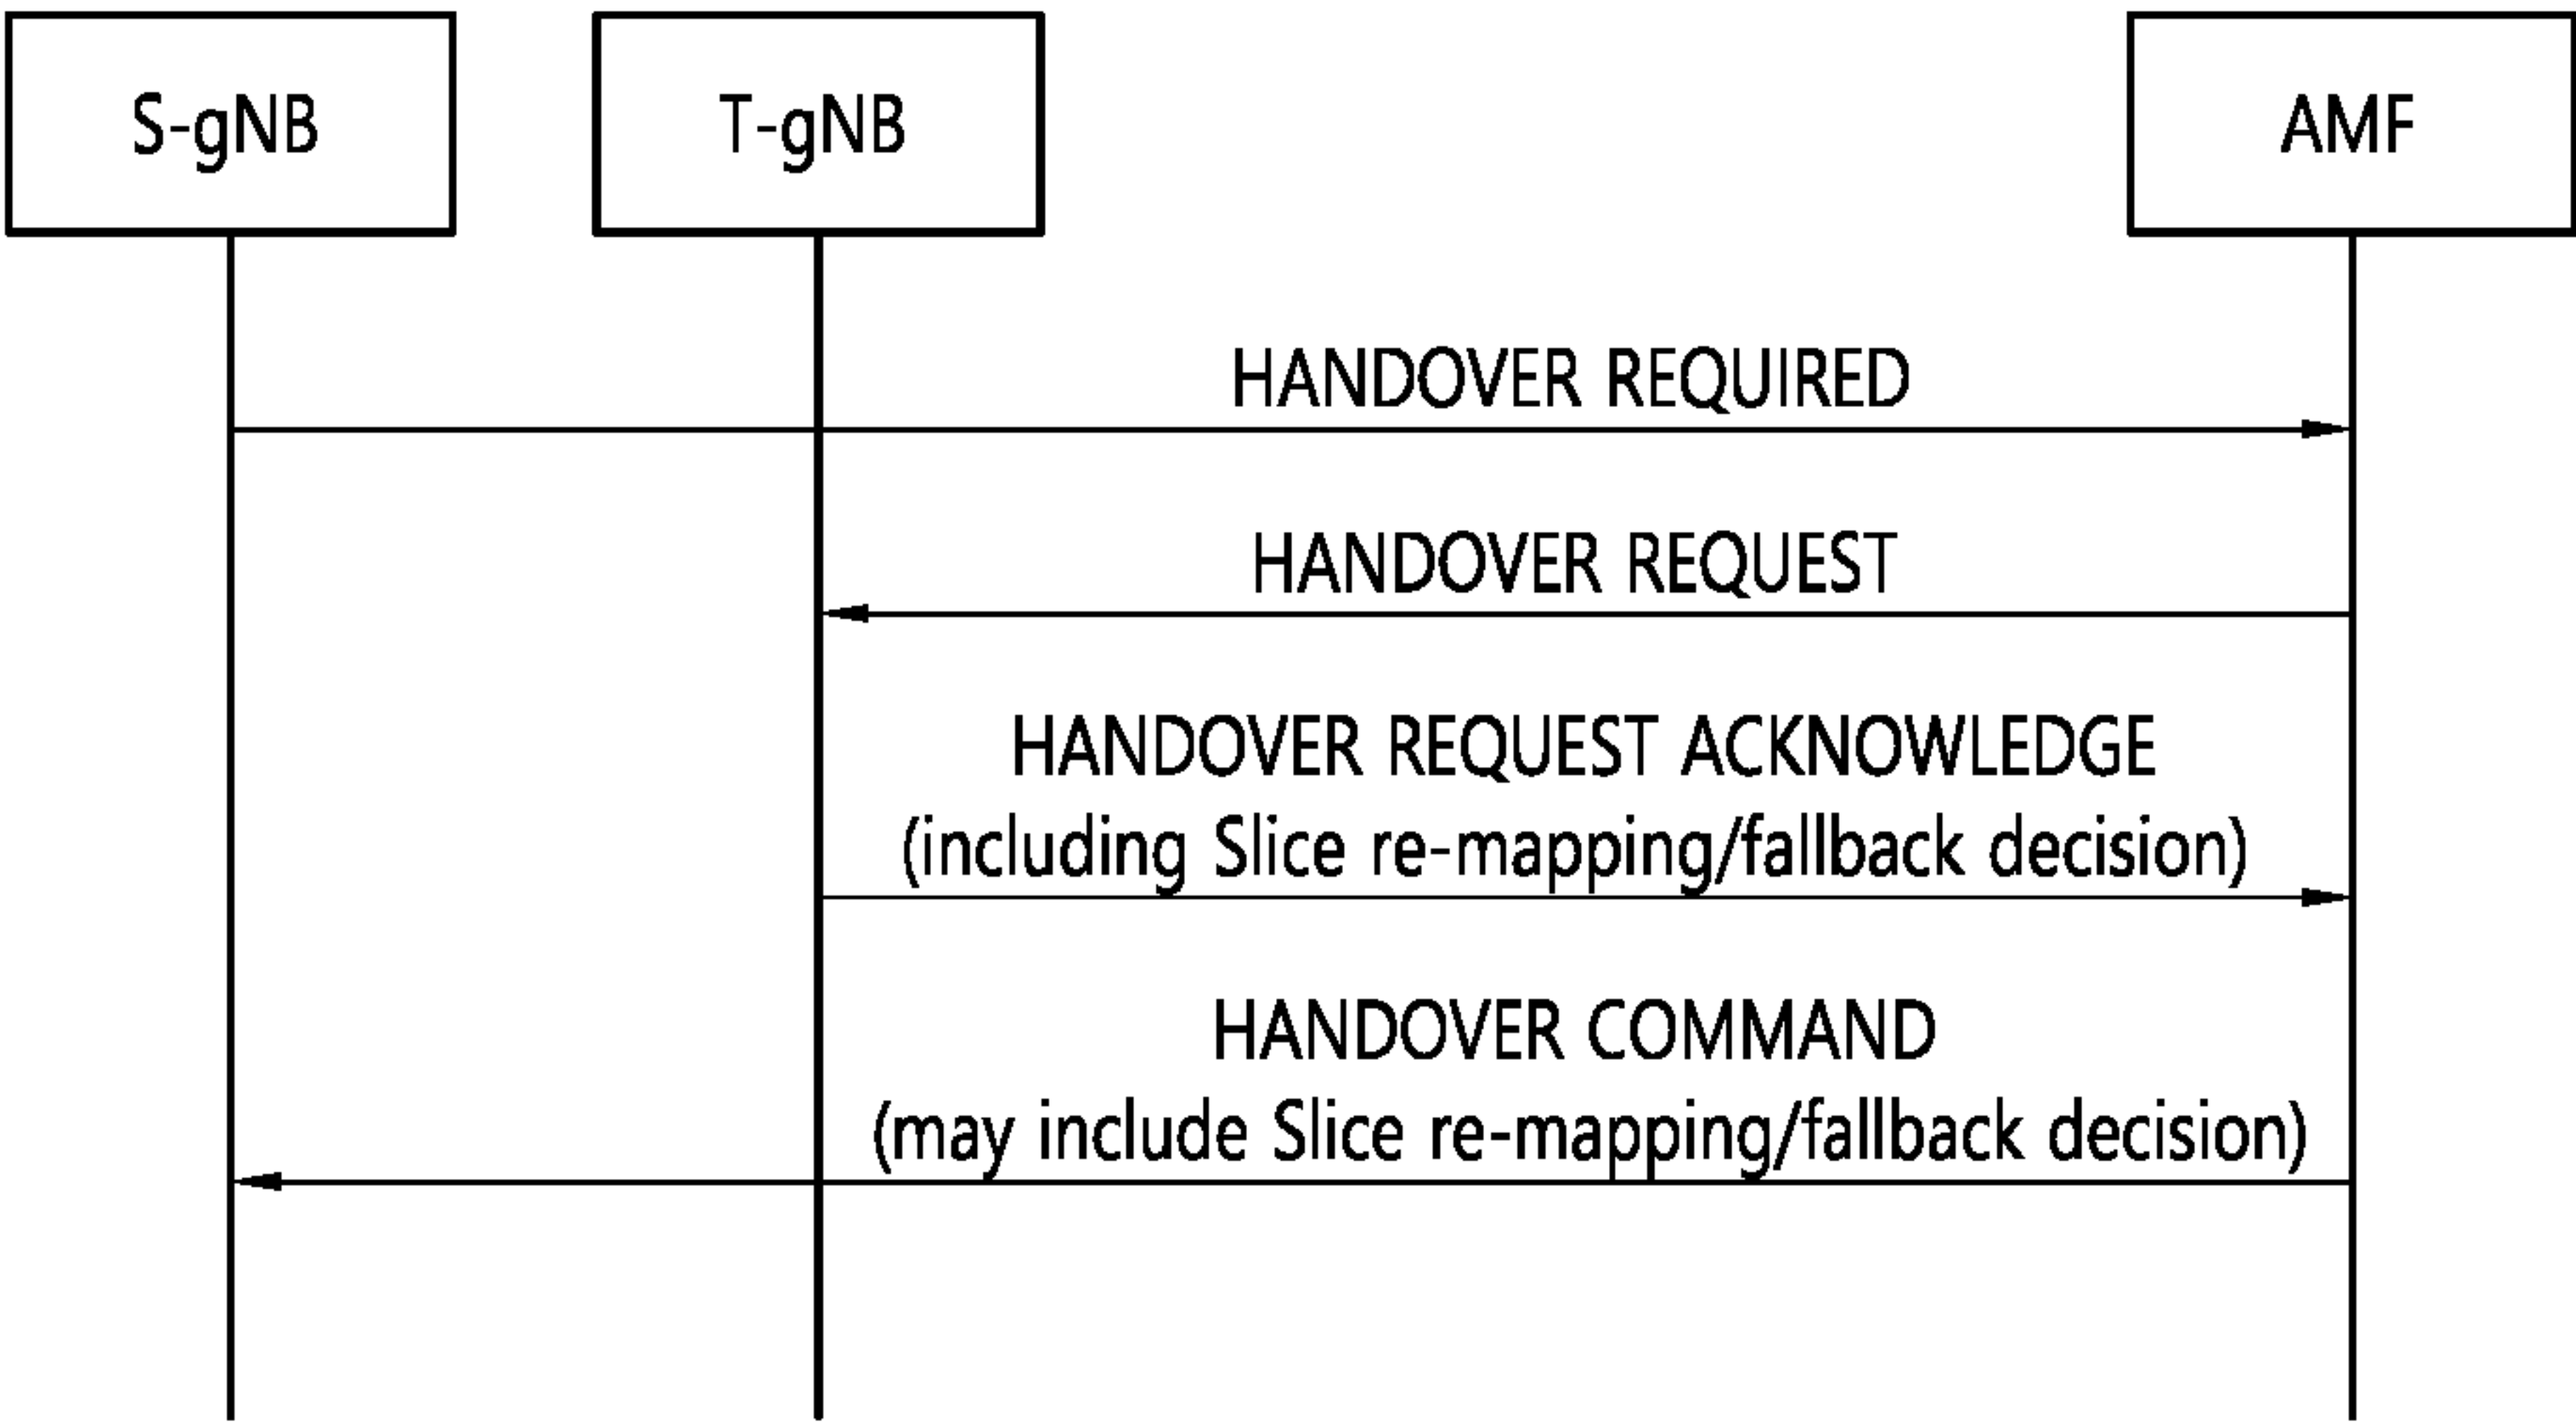 S-gNB
T-gNB
AMF
HANDOVER REQUIRED
HANDOVER REQUEST
HANDOVER REQUEST ACKNOWLEDGE
(including Slice re-mapping/fallback decision)
HANDOVER COMMAND
(may include Slice re-mapping/fallback decision)